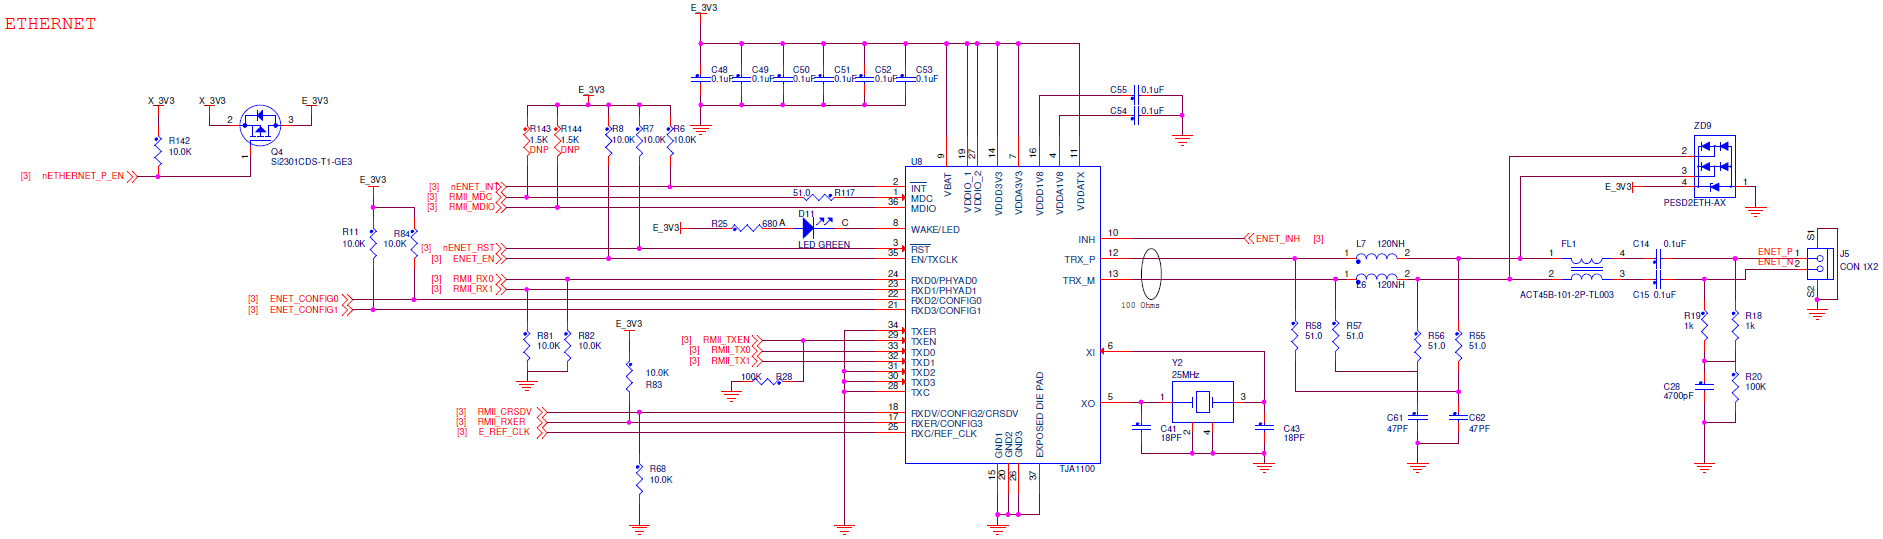 ETHERNET
E_3V3
C48
0.1uF
C49
0.1uF
C50
0.1uF
C51
0.1uF
C52
0.1uF
C53
0.1uF
X_3V3
X_3V3
E_3V3
2
3
1
R142
10.0K
Q4
Si2301CDS-T1-GE3
[3] nETHERNET_P_EN
E_3V3
R143
1.5K
DNP
R144
1.5K
DNP
R8
10.0K
R7
10.0K
R6
10.0K
C55
0.1uF
C54
0.1uF
E_3V3
R11
10.0K
R84
10.0K
[3] nENET_INT
[3] RMII_MDC
[3] RMII_MDIO
51.0
R117
E_3V3
R25
680
A
D11
C
LED GREEN
[3] nENET_RST
[3] ENET_EN
[3] RMII_RX0
[3] RMII_RX1
[3] ENET_CONFIG0
[3] ENET_CONFIG1
R81
10.0K
R82
10.0K
E_3V3
10.0K
R83
[3] RMII_TXEN
[3] RMII_TX0
[3] RMII_TX1
100K
R28
[3] RMII_CRSDV
[3] RMII_RXER
[3] E_REF_CLK
R68
10.0K
U8
9
19
27
14
7
16
4
11
VBAT
VDDIO_1
VDDIO_2
VDDD3V3
VDDA3V3
VDDD1V8
VDDA1V8
VDDATX
2
INT
1
MDC
36
MDIO
8
WAKE/LED
3
RST
35
EN/TXCLK
24
RXD0/PHYAD0
23
RXD1/PHYAD1
22
RXD2/CONFIG0
21
RXD3/CONFIG1
34
TXER
29
TXEN
33
TXD0
32
TXD1
31
TXD2
30
TXD3
28
TXC
18
RXDV/CONFIG2/CRSDV
17
RXER/CONFIG3
25
RXC/REF_CLK
GND1
GND2
GND3
EXPOSED DIE PAD
15
20
26
37
TJA1100
INH
10
TRX_P
12
TRX_M
13
XI
6
XO
5
ENET_INH [3]
100 Ohms
Y2
25MHz
1
3
2
4
C41
18PF
C43
18PF
L7
120NH
1
2
1
2
L6
120NH
R58
51.0
R57
51.0
R56
51.0
R55
51.0
C61
47PF
C62
47PF
ZD9
2
3
4
1
E_3V3
PESD2ETH-AX
FL1
1
4
2
3
ACT45B-101-2P-TL003
C14
0.1uF
C15
0.1uF
ENET_P
1
ENET_N
2
S1
S2
J5
CON 1X2
R19
1k
R18
1k
C28
4700pF
R20
100K